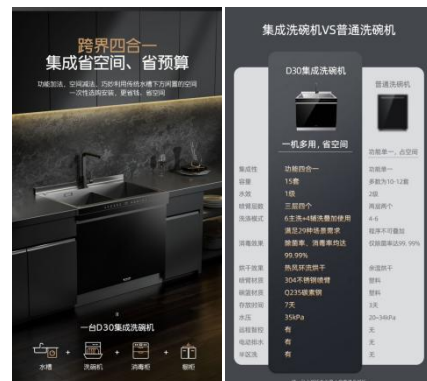 跨界四合一
集成省空间、省预算
功能加法，空间减法，巧妙利用传统水槽下方闲置的空间
一次性选购安装，更省钱、省空间
一台D30集成洗碗机
水槽 + 洗碗机 + 消毒柜 + 橱柜
集成洗碗机VS普通洗碗机
D30集成洗碗机
普通洗碗机
一机多用，省空间
功能单一，占空间
集成性 功能四合一 功能单一
容量 15套 多数为10-12套
水效 1级 2级
喷臂层数 三层四个 两层两个
洗涤模式 6主洗+4辅洗叠加使用 4-6
满足29种场景需求 程序不可叠加
消毒效果 除菌率、消毒率均达 仅除菌率达99.99%
99.99%
烘干效果 热风环流烘干 余温烘干
喷臂材质 304不锈钢喷臂 塑料
碗篮材质 Q235碳素钢 塑料
存放时间 7天 3天
水压 35kPa 20-34kPa
远程智控 有 无
电动排水 有 无
半区洗 有 无